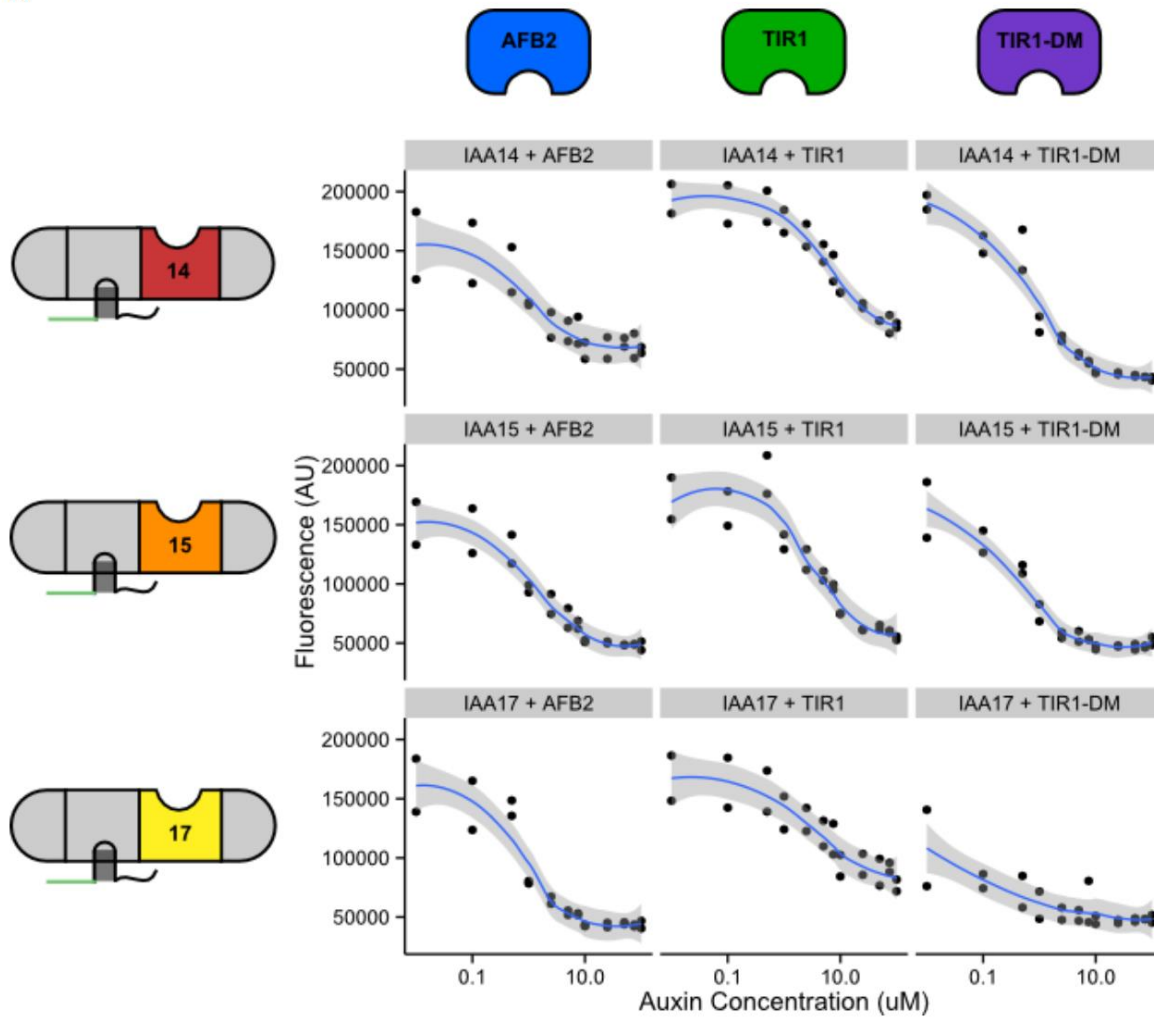 AFB2 TIR1 TIR1-DM
IAA14 + AFB2 IAA14 + TIR1 IAA14 + TIR1-DM
200000
150000
14
100000
50000
IAA15 + AFB2 IAA15 + TIR1 IAA15 + TIR1-DM
200000
150000
15
100000
50000
Fluorescence (AU)
IAA17 + AFB2 IAA17 + TIR1 IAA17 + TIR1-DM
200000
150000
17
100000
50000
0.1 10.0 0.1 10.0 0.1 10.0
Auxin Concentration (uM)